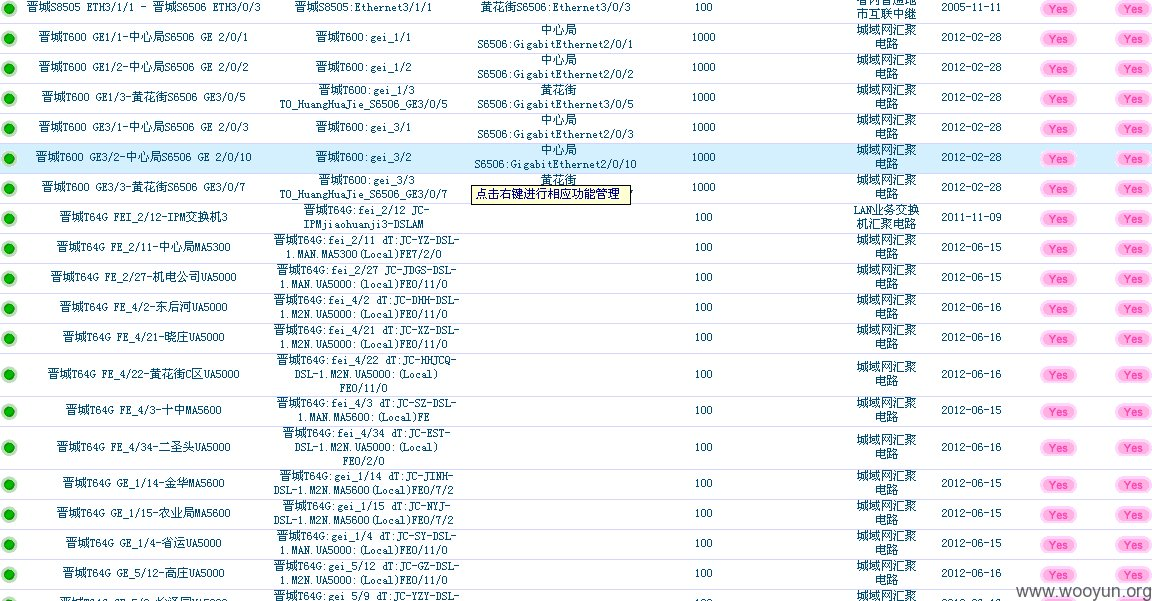 晋城S8505 ETH3/1/1 - 晋城S6506 ETH3/0/3 晋城S8505:Ethernet3/1/1 黄花街S6506:Ethernet3/0/3 100 2005-11-11 Yes Yes
市互联中继
晋城T600 GE1/1-中心局S6506 GE 2/0/1 晋城T600:gei_1/1 中心局 1000 城域网汇聚 2012-02-28 Yes Yes
S6506:GigabitEthernet2/0/1 电路
晋城T600 GE1/2-中心局S6506 GE 2/0/2 晋城T600:gei_1/2 中心局 1000 城域网汇聚 2012-02-28 Yes Yes
S6506:GigabitEthernet2/0/2 电路
晋城T600 GE1/3-黄花街S6506 GE3/0/5 晋城T600:gei_1/3 黄花街 1000 城域网汇聚 2012-02-28 Yes Yes
TO_HuangHuaJie_S6506_GE3/0/5 S6506:GigabitEthernet3/0/5 电路
晋城T600 GE3/1-中心局S6506 GE 2/0/3 晋城T600:gei_3/1 中心局 1000 城域网汇聚 2012-02-28 Yes Yes
S6506:GigabitEthernet2/0/3 电路
晋城T600 GE3/2-中心局S6506 GE 2/0/10 晋城T600:gei_3/2 中心局 1000 城域网汇聚 2012-02-28 Yes Yes
S6506:GigabitEthernet2/0/10 电路
晋城T600 GE3/3-黄花街S6506 GE3/0/7 晋城T600:gei_3/3 黄花街 1000 城域网汇聚 2012-02-28 Yes Yes
TO_HuangHuaJie_S6506_GE3/0/7 点击右键进行相应功能管理 电路
晋城T64G FEI_2/12-IPM交换机3 晋城T64G:fei_2/12 JC- 100 LAN业务交换 2011-11-09 Yes Yes
IPMjiaohuanji3-DSLAM 机汇聚电路
晋城T64G FE_2/11-中心局MA5300 晋城T64G:fei_2/11 dT:JC-YZ-DSL- 100 城域网汇聚 2012-06-15 Yes Yes
1.MAN.MA5300(Local)FE7/2/0 电路
晋城T64G FE_2/27-机电公司UA5000 晋城T64G:fei_2/27 JC-JDGS-DSL- 100 城域网汇聚 2012-06-15 Yes Yes
1.MAN.UA5000:(Local)FE0/11/0 电路
晋城T64G FE_4/2-东后河UA5000 晋城T64G:fei_4/2 dT:JC-DHH-DSL- 100 城域网汇聚 2012-06-16 Yes Yes
1.M2N.UA5000:(Local)FE0/11/0 电路
晋城T64G FE_4/21-晓庄UA5000 晋城T64G:fei_4/21 dT:JC-XZ-DSL- 100 城域网汇聚 2012-06-16 Yes Yes
1.M2N.UA5000:(Local)FE0/11/0 电路
晋城T64G FE_4/22-黄花街C区UA5000 晋城T64G:fei_4/22 dT:JC-HHJCQ- 100 城域网汇聚 2012-06-16 Yes Yes
DSL-1.M2N.UA5000:(Local) 电路
FE0/11/0
晋城T64G FE_4/3-十中MA5600 晋城T64G:fei_4/3 dT:JC-SZ-DSL- 100 城域网汇聚 2012-06-15 Yes Yes
1.MAN.MA5600:(Local)FE 电路
晋城T64G FE_4/34-二圣头UA5000 晋城T64G:fei_4/34 dT:JC-EST- 100 城域网汇聚 2012-06-16 Yes Yes
DSL-1.M2N.UA5000:(Local) 电路
FE0/2/0
晋城T64G GE_1/14-金华MA5600 晋城T64G:gei_1/14 dT:JC-JINH- 100 城域网汇聚 2012-06-15 Yes Yes
DSL-1.M2N.MA5600(Local)FE0/7/2 电路
晋城T64G GE_1/15-农业局MA5600 晋城T64G:gei_1/15 dT:JC-NYJ- 100 城域网汇聚 2012-06-15 Yes Yes
DSL-1.M2N.MA5600(Local)FE0/7/2 电路
晋城T64G GE_1/4-省运UA5000 晋城T64G:gei_1/4 dT:JC-SY-DSL- 100 城域网汇聚 2012-06-15 Yes Yes
1.MAN.UA5000:(Local)FE0/11/0 电路
晋城T64G GE_5/12-高庄UA5000 晋城T64G:gei_5/12 dT:JC-GZ-DSL- 100 城域网汇聚 2012-06-16 Yes Yes
1.M2N.UA5000:(Local)FE0/11/0 电路
晋城T64G:gei_5/9 dT:JC-YZY-DSL- 城域网汇聚
www.wooyun.org